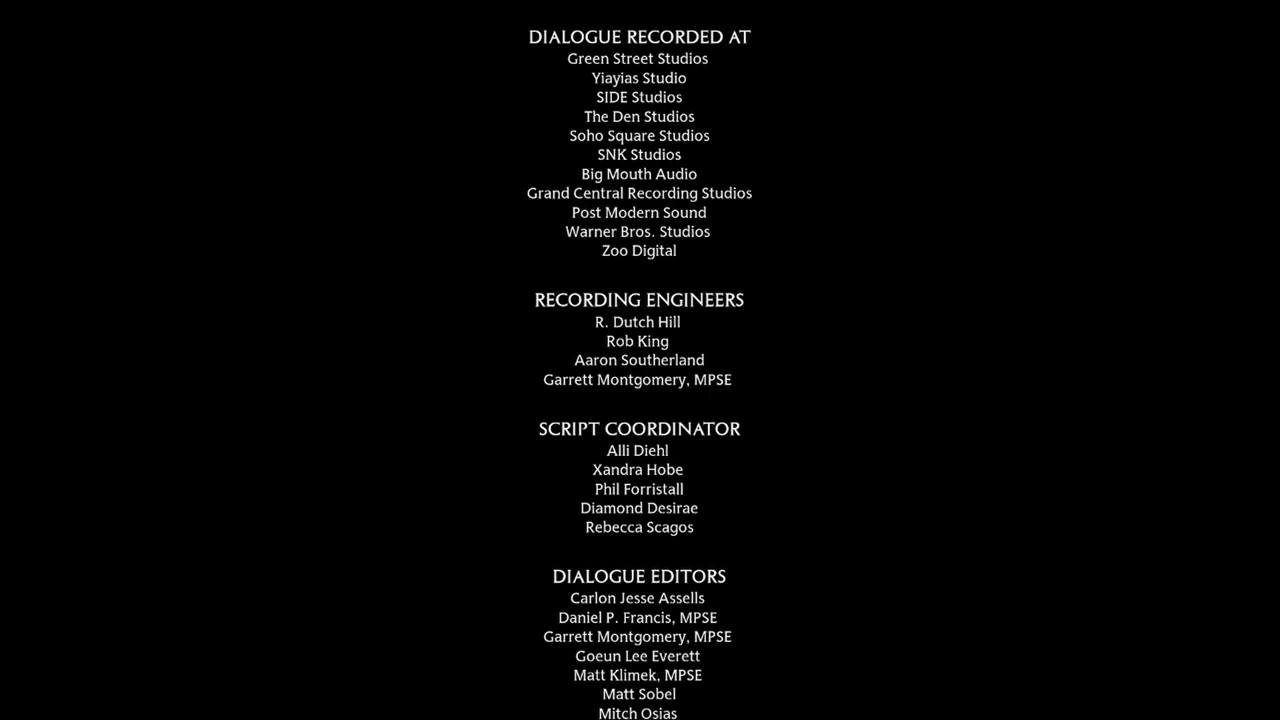 DIALOGUE RECORDED AT
Green Street Studios
Yiayias Studio
SIDE Studios
The Den Studios
Soho Square Studios
SNK Studios
Big Mouth Audio
Grand Central Recording Studios
Post Modern Sound
Warner Bros. Studios
Zoo Digital
RECORDING ENGINEERS
R. Dutch Hill
Rob King
Aaron Southerland
Garrett Montgomery, MPSE
SCRIPT COORDINATOR
Alli Diehl
Xandra Hobe
Phil Forristall
Diamond Desirae
Rebecca Scagos
DIALOGUE EDITORS
Carlon Jesse Assells
Daniel P. Francis, MPSE
Garrett Montgomery, MPSE
Goeun Lee Everett
Matt Klimek, MPSE
Matt Sobel
Mitch Osias